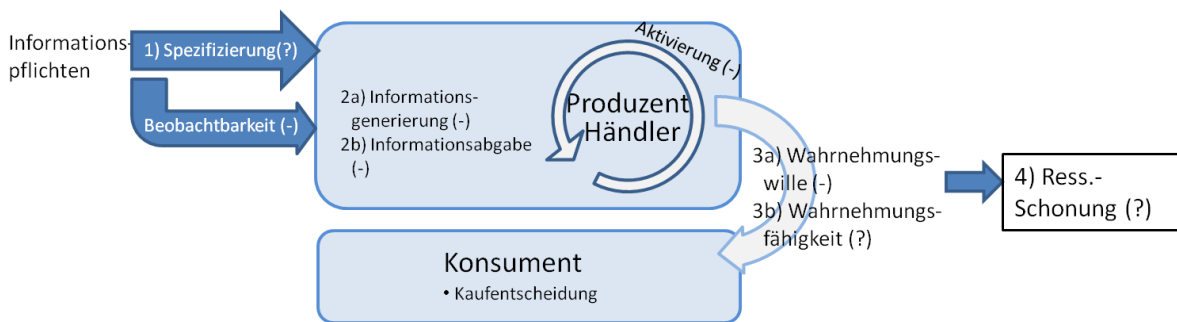 Informations-
pflichten
1) Spezifizierung(?)
Beobachtbarkeit (-)
2a) Informations-
generierung (-)
2b) Informationsabgabe
(-)
Aktivierung (-)
Produzent
Händler
3a) Wahrnehmungs-
wille (-)
3b) Wahrnehmungs-
fähigkeit (?)
4) Ress.-
Schonung (?)
Konsument
• Kaufentscheidung